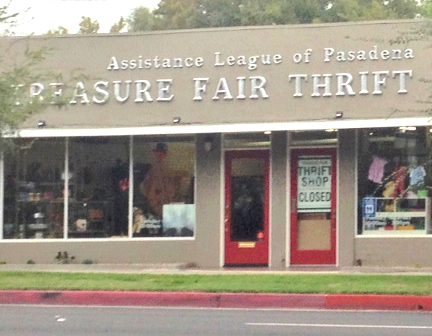 Assistance League of Pasadena
TREASURE FAIR THRIFT
THRIFT
SHOP
CLOSED